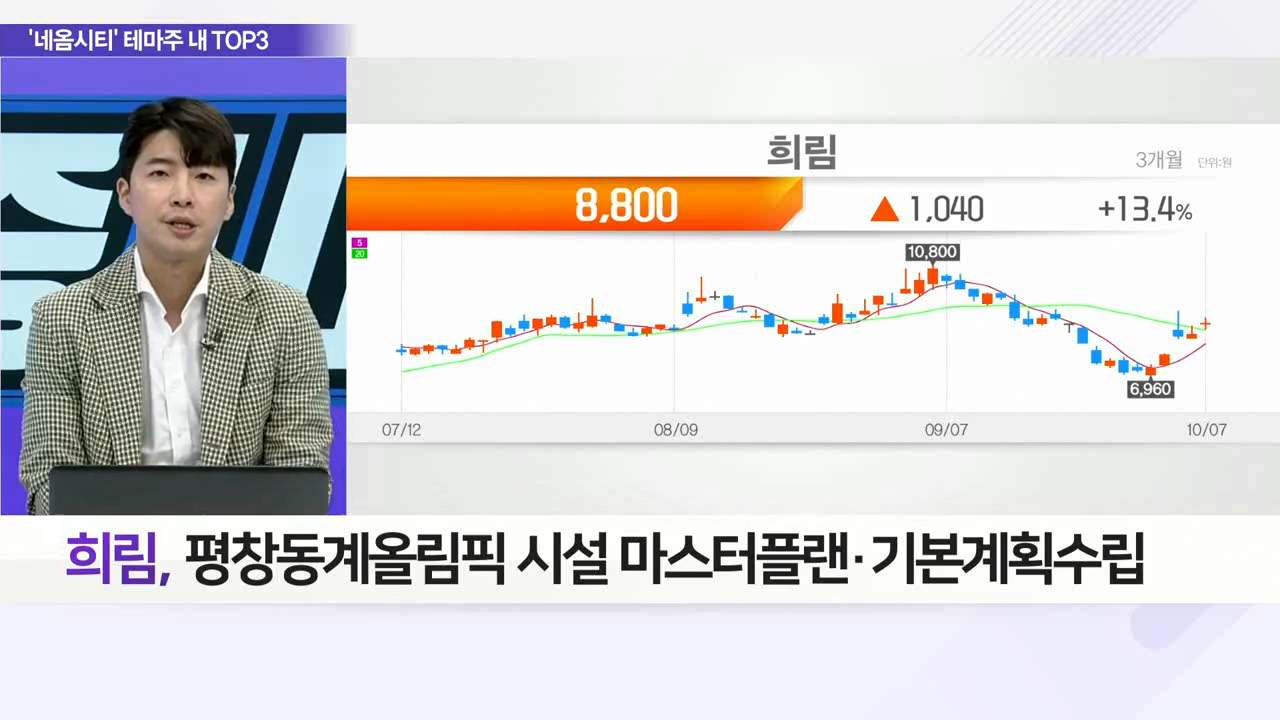 '네옴시티' 테마주 내 TOP3
희림
3개월 단위:원
8,800 ▲ 1,040 +13.4%
5
20
10,800
6,960
07/12 08/09 09/07 10/07
희림, 평창동계올림픽 시설 마스터플랜·기본계획수립